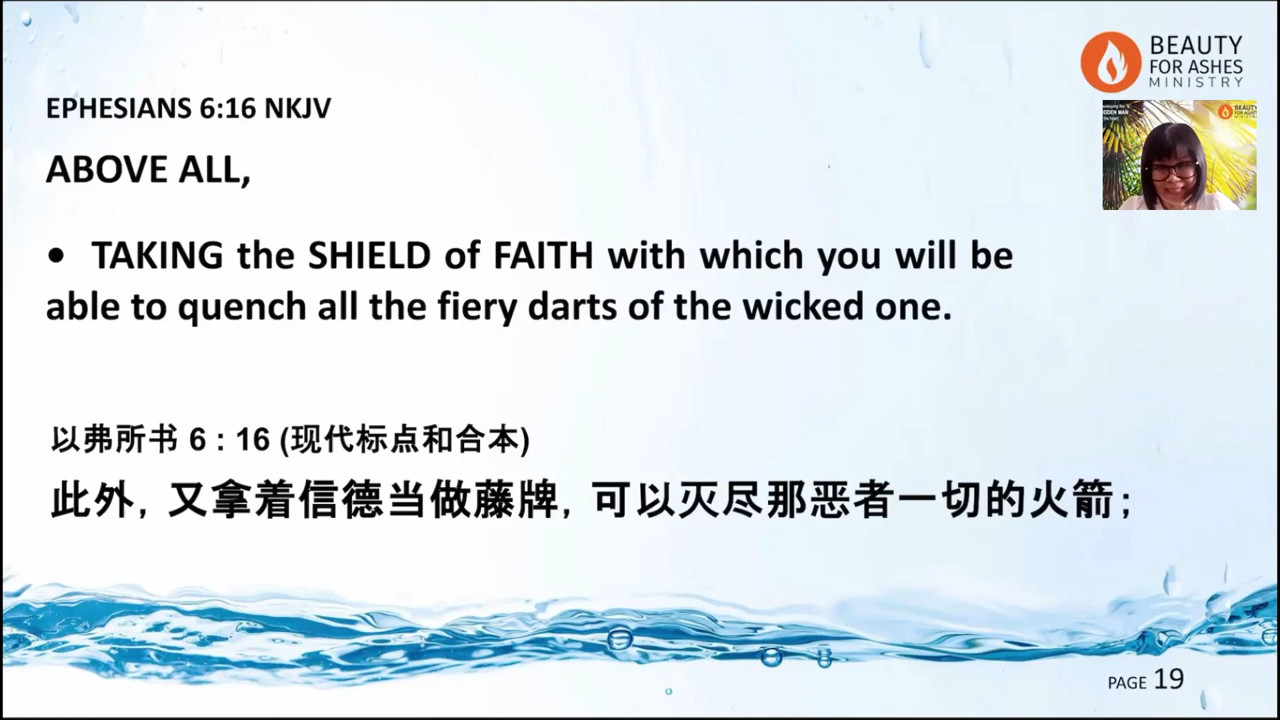 BEAUTY
FOR ASHES
MINISTRY
EPHESIANS 6:16 NKJV
ABOVE ALL,
• TAKING the SHIELD of FAITH with which you will be
able to quench all the fiery darts of the wicked one.
以弗所书 6 : 16 (现代标点和合本)
此外, 又拿着信德当做藤牌, 可以灭尽那恶者一切的火箭;
PAGE 19